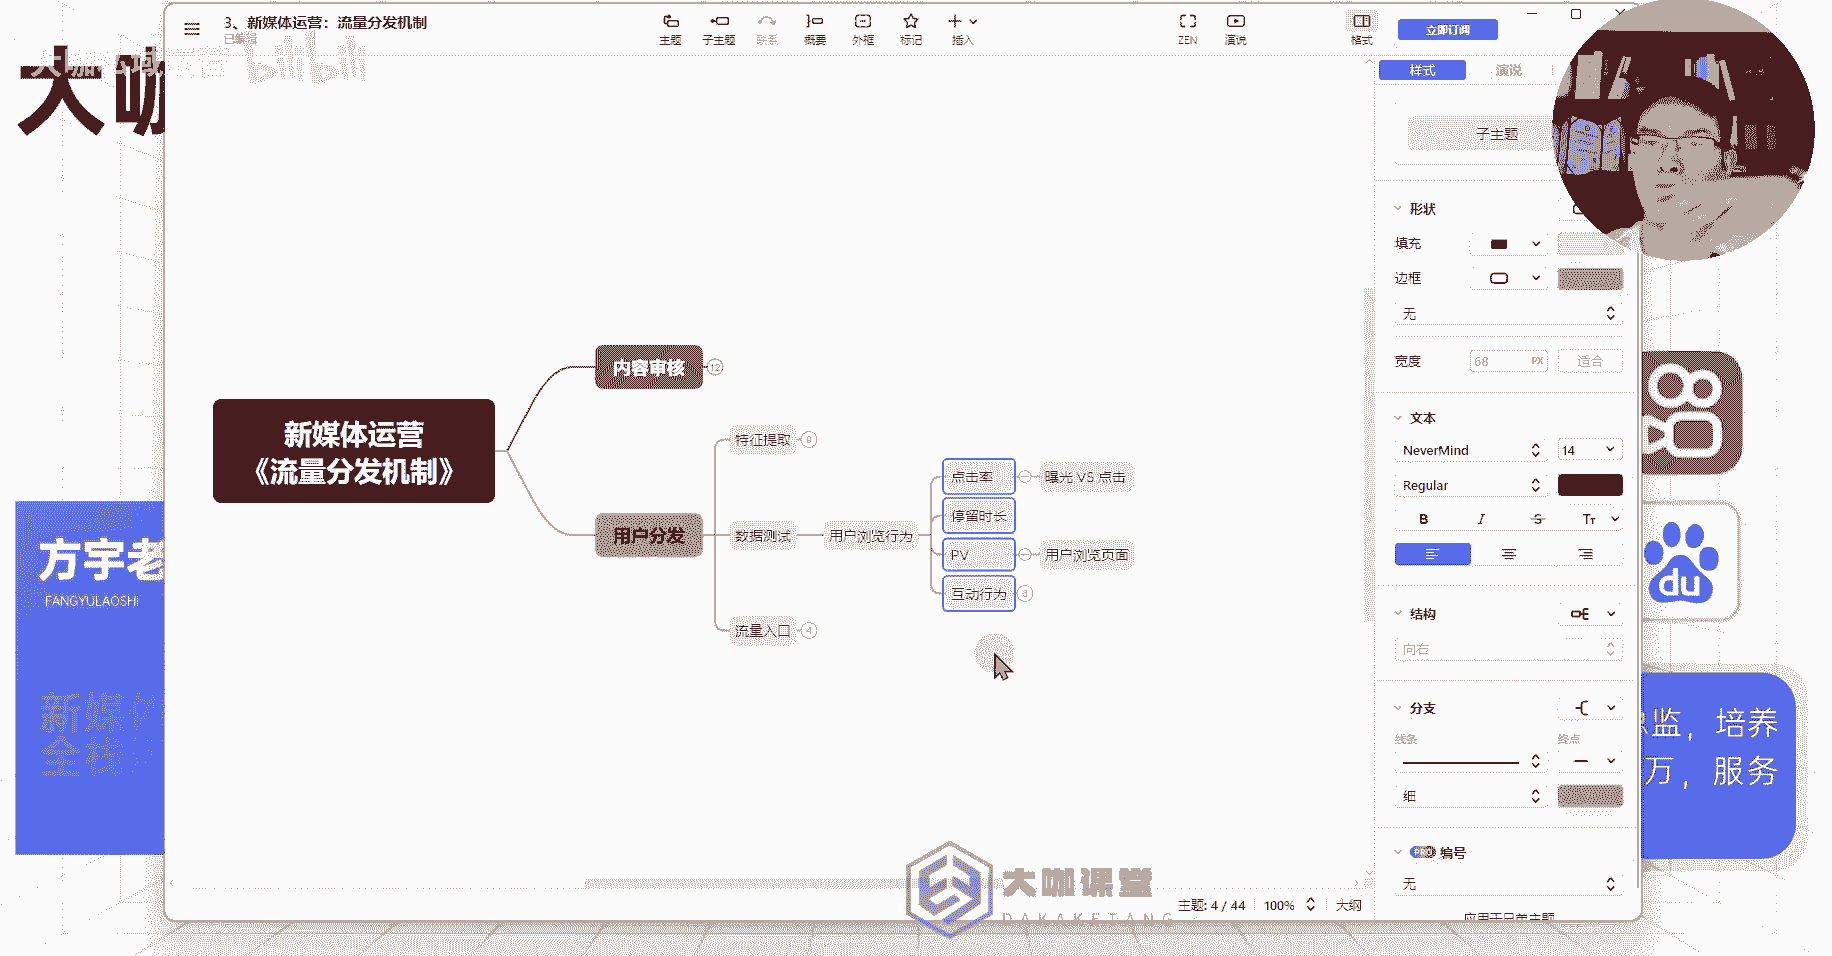 3、新媒体运营：流量分发机制
已编辑
主题
子主题
联系
概要
外框
标记
插入
ZEN
演说
格式
立即订阅
bilibili
大咖
样式
演说
子主题
形状
填充
边框
无
宽度
68
PX
适合
文本
NeverMind
14
Regular
B
I
S
Tт
结构
向右
分支
线条
终点
细
PRO
编号
无
内容审核
12
新媒体运营
《流量分发机制》
用户分发
特征提取
9
数据测试
用户浏览行为
点击率
曝光 VS 点击
停留时长
PV
用户浏览页面
互动行为
流量入口
4
方宇老
FANGYULAOSHI
新媒体
全栈
du
监，培养
万，服务
大咖课堂
DAKAKETANG
主题: 4 / 44
100%
大纲